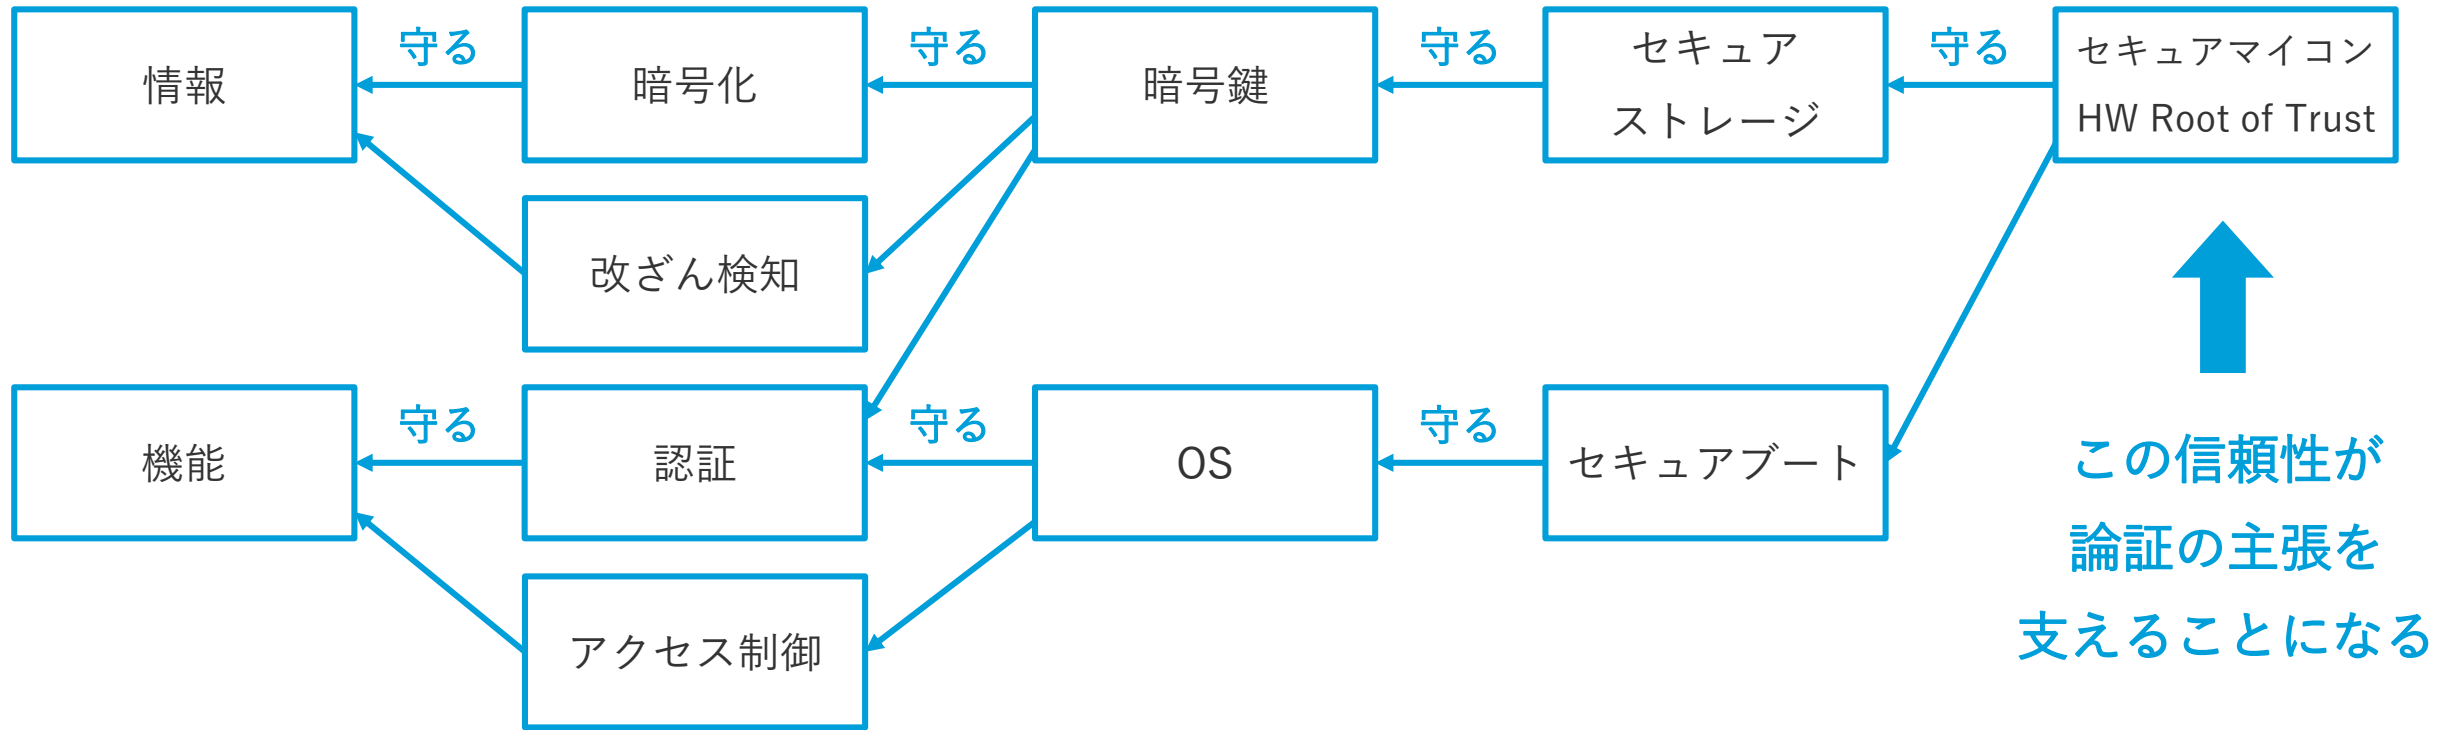 情報
守る
暗号化
守る
暗号鍵
守る
セキュア
ストレージ
守る
セキュアマイコン
HW Root of Trust
改ざん検知
機能
守る
認証
守る
OS
守る
セキュアブート
アクセス制御
この信頼性が
論証の主張を
支えることになる